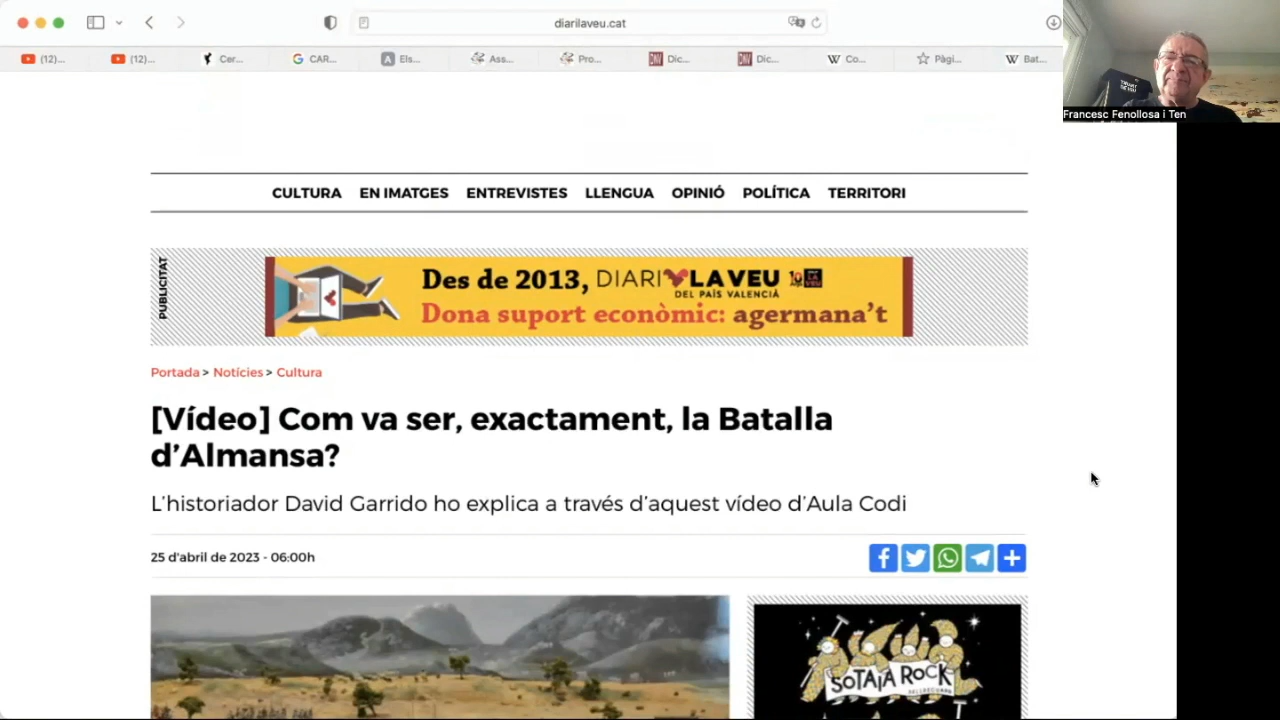 diarilaveu.cat
(12)...
(12)...
Cer...
CAR...
Els...
Ass...
Pro...
Dic...
Dic...
Co...
Pàgi...
Bat...
Francesc Fenollosa i Ten
CULTURA EN IMATGES ENTREVISTES LLENGUA OPINIÓ POLÍTICA TERRITORI
PUBLICITAT
Des de 2013, DIARI LA VEU
DEL PAÍS VALENCIÀ
Dona suport econòmic: agermana't
Portada > Notícies > Cultura
[Vídeo] Com va ser, exactament, la Batalla
d'Almansa?
L'historiador David Garrido ho explica a través d'aquest vídeo d'Aula Codi
25 d'abril de 2023 - 06:00h
SOTAIA ROCK